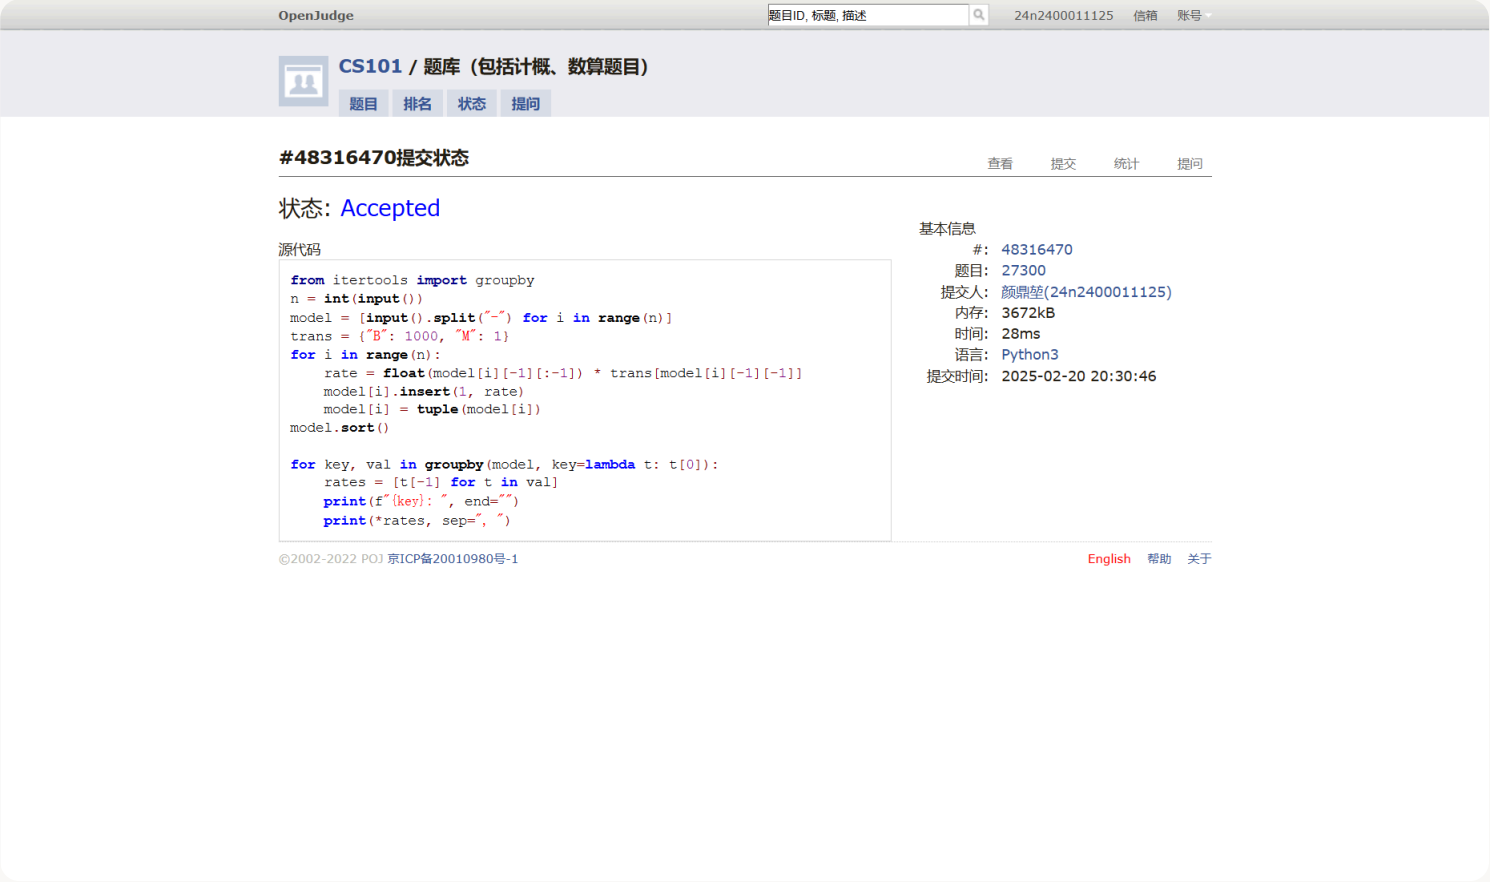 OpenJudge
题目ID, 标题, 描述
24n2400011125 信箱 账号
CS101 / 题库（包括计概、数算题目）
题目 排名 状态 提问
#48316470提交状态
查看 提交 统计 提问
状态: Accepted
源代码
from itertools import groupby
n = int(input())
model = [input().split("-") for i in range(n)]
trans = {"B": 1000, "M": 1}
for i in range(n):
    rate = float(model[i][-1][:-1]) * trans[model[i][-1][-1]]
    model[i].insert(1, rate)
    model[i] = tuple(model[i])
model.sort()
for key, val in groupby(model, key=lambda t: t[0]):
    rates = [t[-1] for t in val]
    print(f"{key}: ", end="")
    print(*rates, sep=", ")
基本信息
#: 48316470
题目: 27300
提交人: 颜鼎堃(24n2400011125)
内存: 3672kB
时间: 28ms
语言: Python3
提交时间: 2025-02-20 20:30:46
©2002-2022 POJ 京ICP备20010980号-1
English 帮助 关于